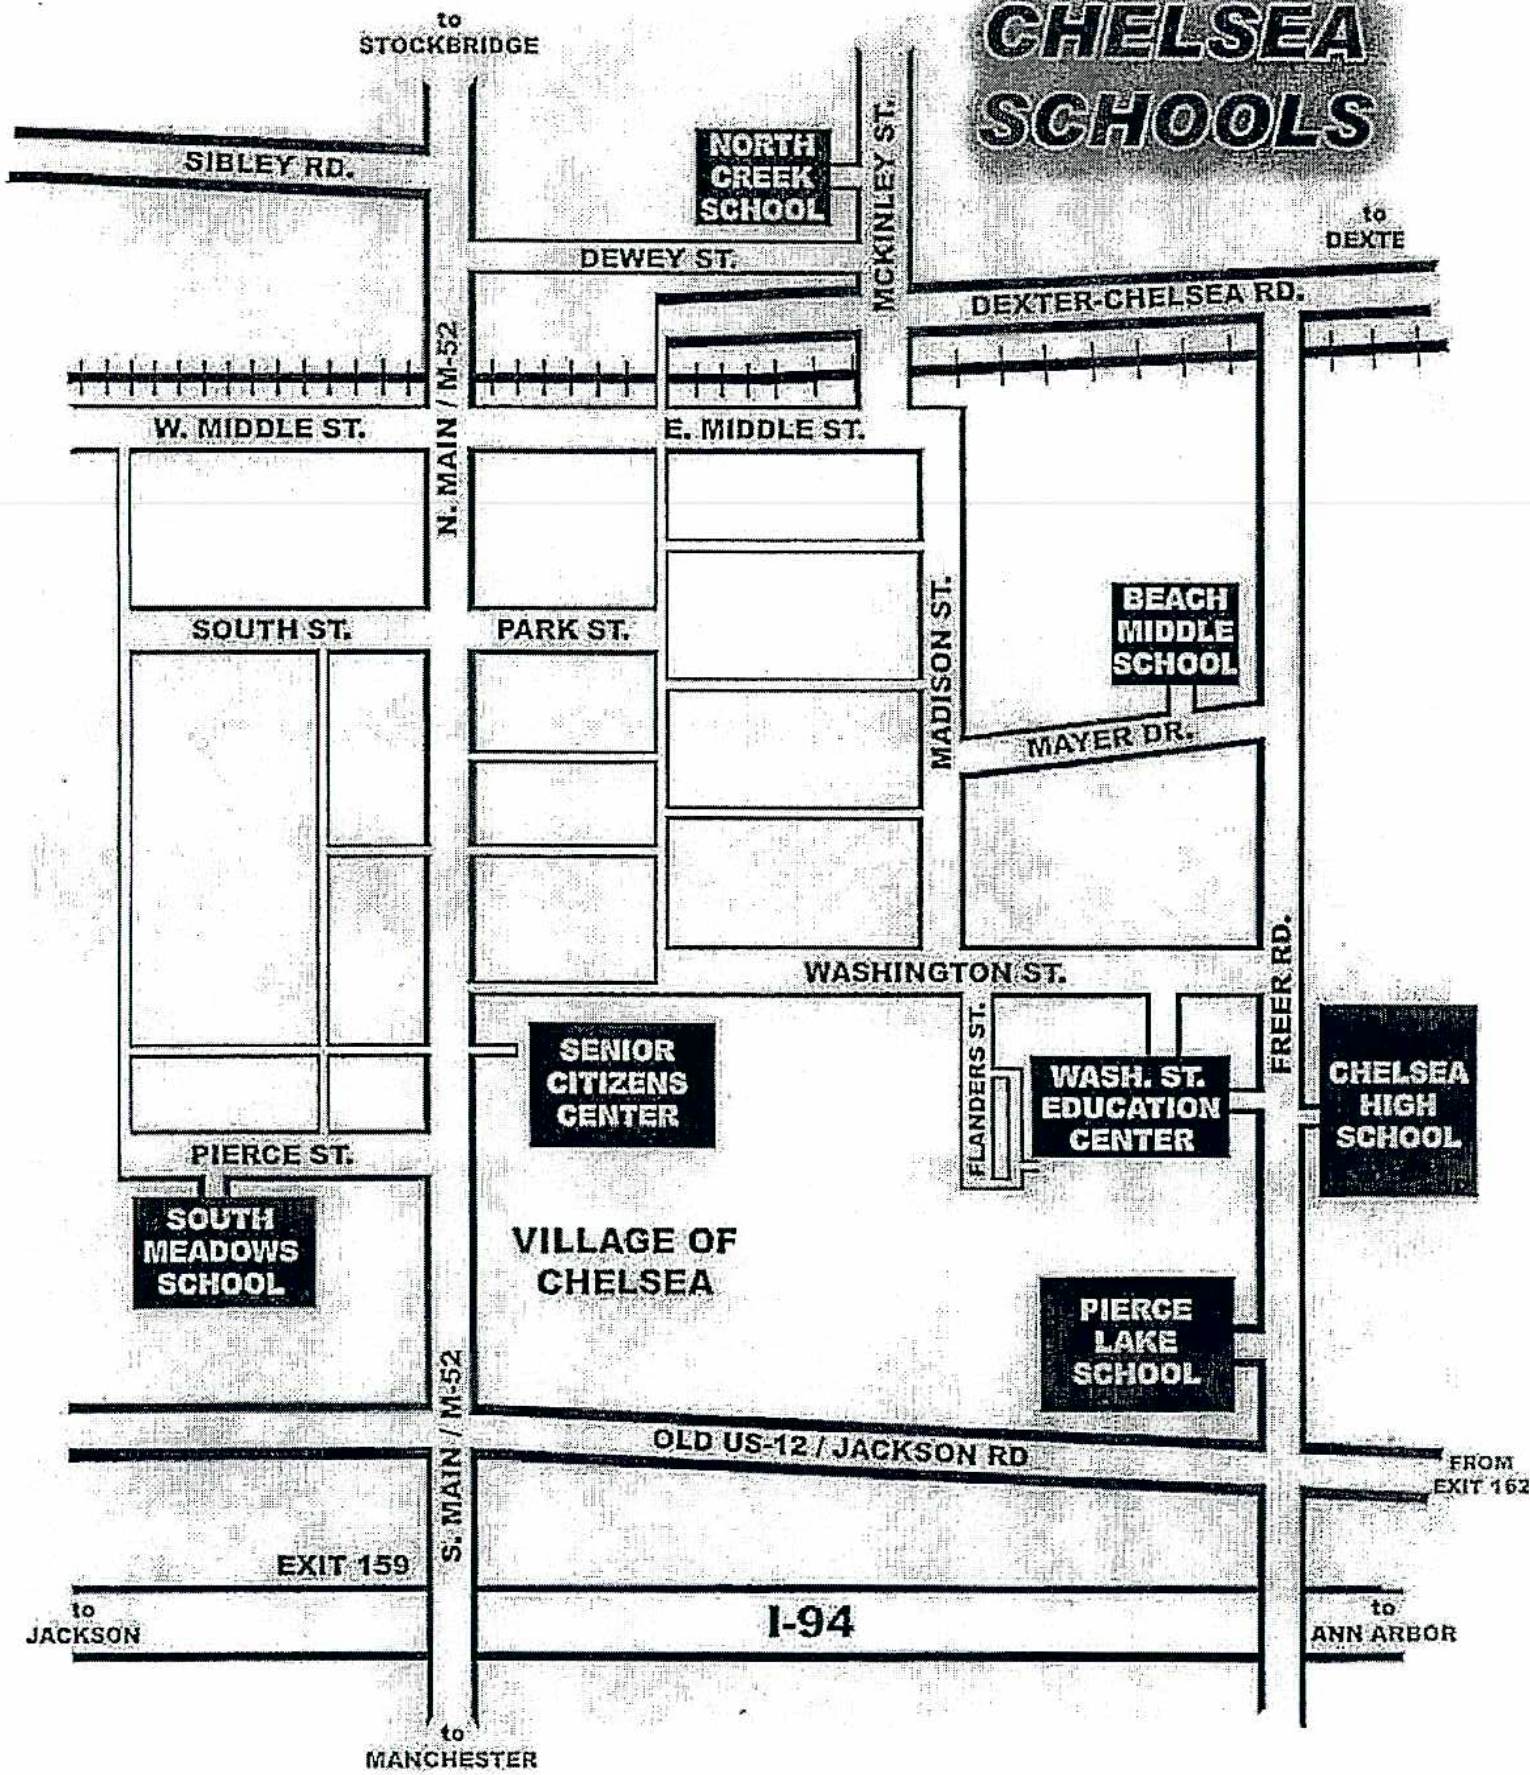 to
STOCKBRIDGE
CHELSEA
SCHOOLS
SIBLEY RD.
NORTH
CREEK
SCHOOL
MCKINLEY ST.
to
DEXTE
DEWEY ST.
DEXTER-CHELSEA RD.
N. MAIN / M-52
W. MIDDLE ST.
E. MIDDLE ST.
SOUTH ST.
PARK ST.
MADISON ST.
BEACH
MIDDLE
SCHOOL
MAYER DR.
WASHINGTON ST.
FREER RD.
FLANDERS ST.
SENIOR
CITIZENS
CENTER
WASH. ST.
EDUCATION
CENTER
CHELSEA
HIGH
SCHOOL
PIERCE ST.
SOUTH
MEADOWS
SCHOOL
VILLAGE OF
CHELSEA
PIERCE
LAKE
SCHOOL
S. MAIN / M-52
OLD US-12 / JACKSON RD
FROM
EXIT 162
EXIT 159
to
JACKSON
I-94
to
ANN ARBOR
to
MANCHESTER